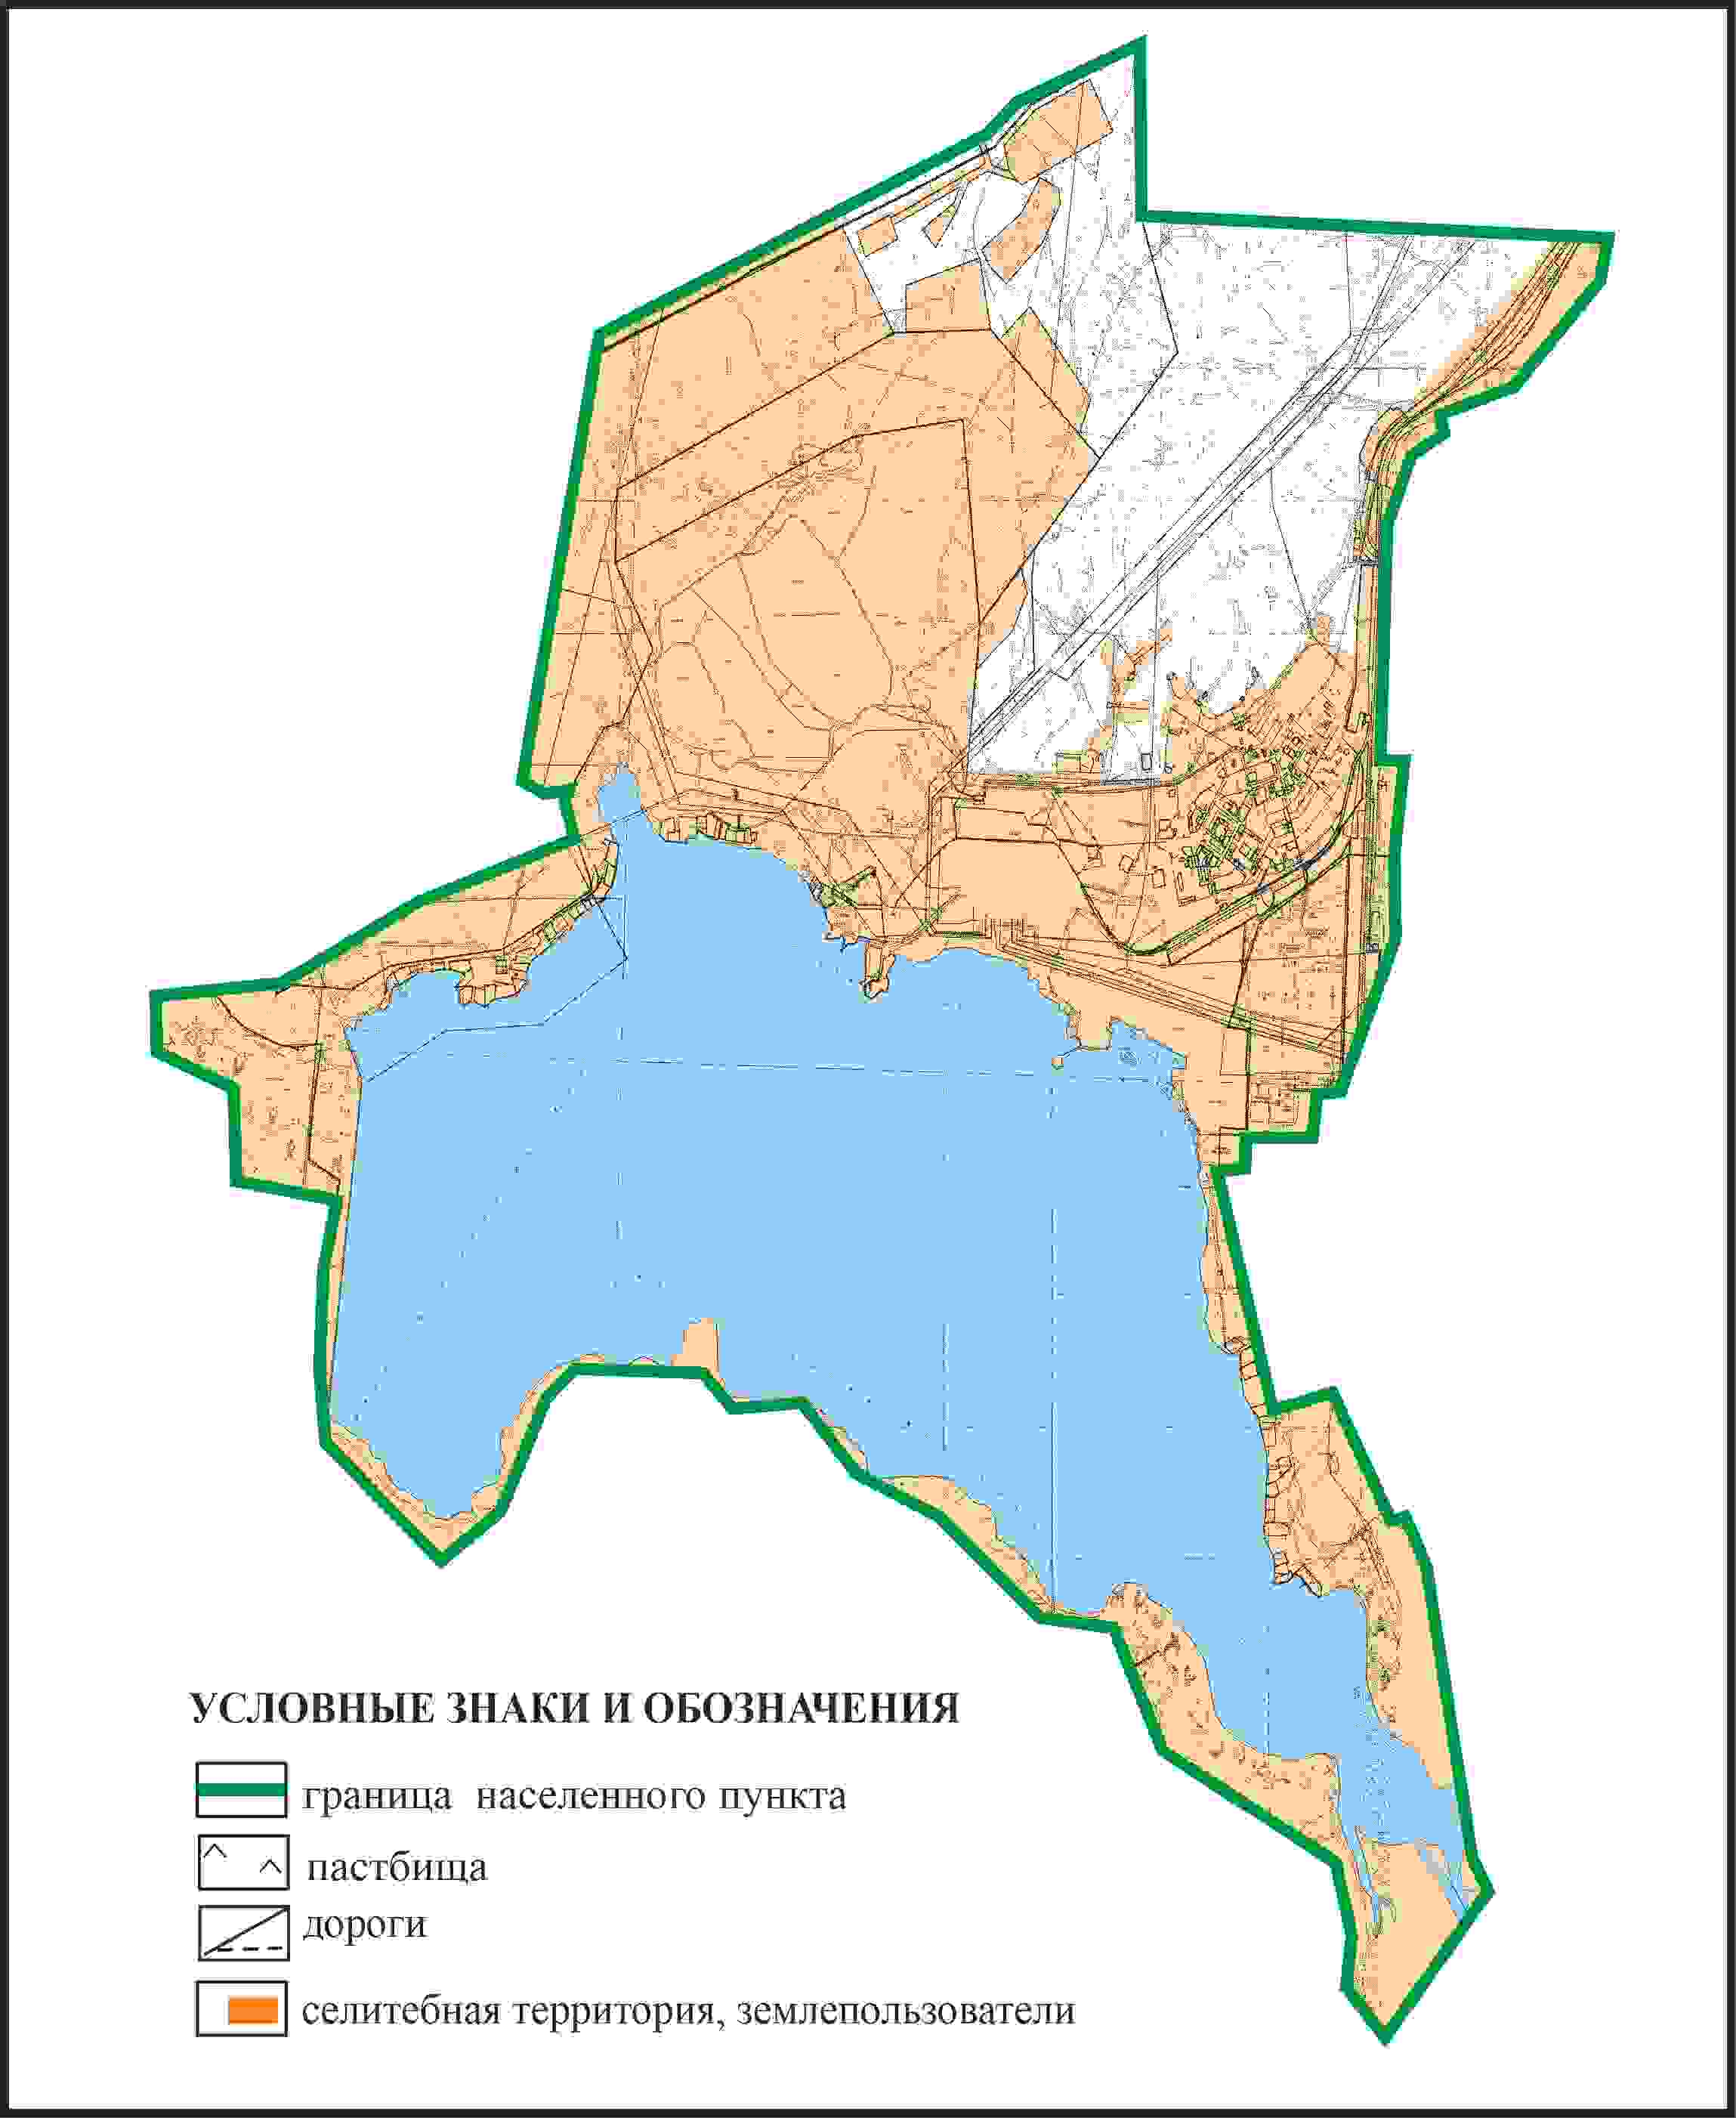 УСЛОВНЫЕ ЗНАКИ И ОБОЗНАЧЕНИЯ
граница населенного пункта
пастбища
дороги
селитебная территория, землепользователи